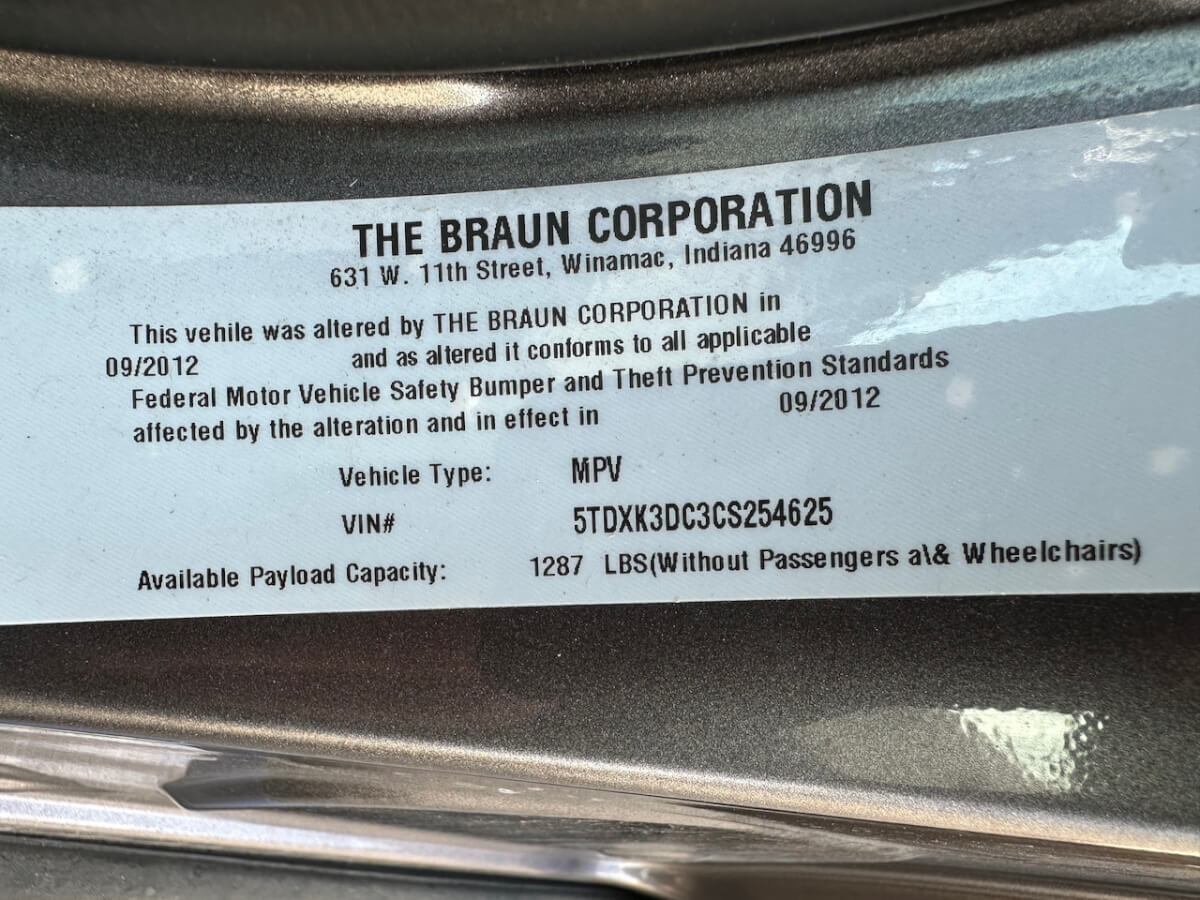 THE BRAUN CORPORATION
631 W. 11th Street, Winamac, Indiana 46996
This vehile was altered by THE BRAUN CORPORATION in
09/2012 and as altered it conforms to all applicable
Federal Motor Vehicle Safety Bumper and Theft Prevention Standards
affected by the alteration and in effect in 09/2012
Vehicle Type: MPV
VIN# 5TDXK3DC3CS254625
Available Payload Capacity: 1287 LBS(Without Passengers a\& Wheelchairs)